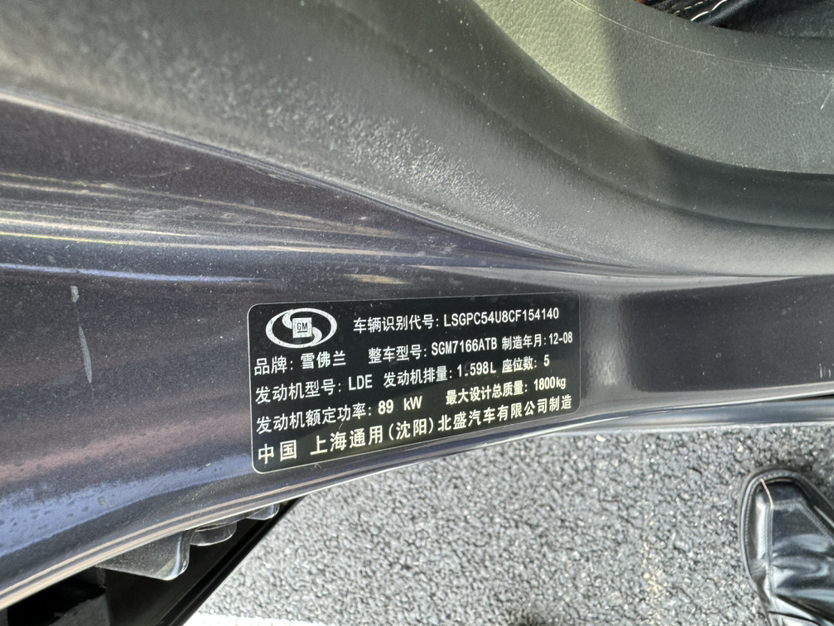 GM
车辆识别代号: LSGPC54U8CF154140
品牌: 雪佛兰 整车型号: SGM7166ATB 制造年月: 12-08
发动机型号: LDE 发动机排量: 1.598L 座位数: 5
发动机额定功率: 89 kW 最大设计总质量: 1800kg
中国 上海通用(沈阳)北盛汽车有限公司制造